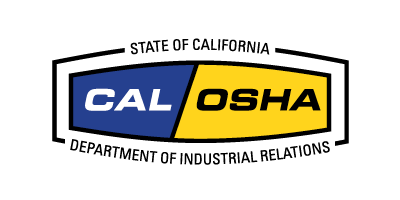 STATE OF CALIFORNIA
CAL OSHA
DEPARTMENT OF INDUSTRIAL RELATIONS